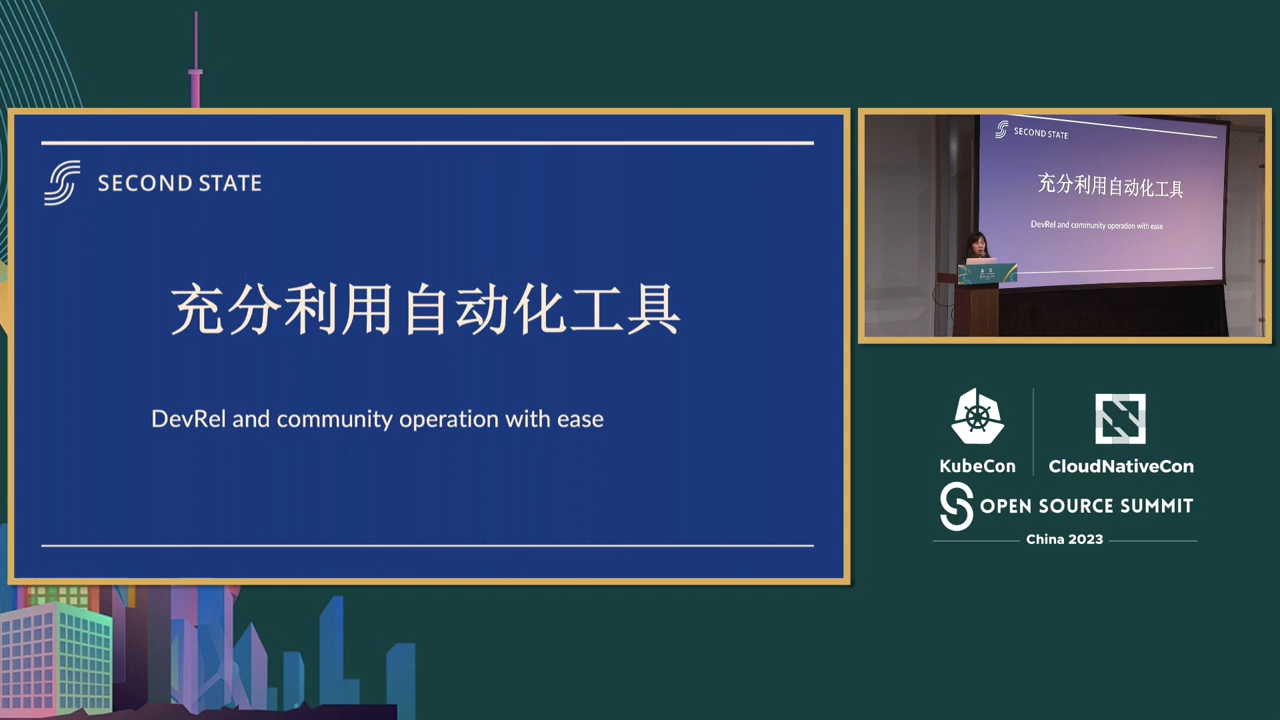 SECOND STATE
充分利用自动化工具
DevRel and community operation with ease
SECOND STATE
充分利用自动化工具
DevRel and community operation with ease
KubeCon
CloudNativeCon
OPEN SOURCE SUMMIT
China 2023